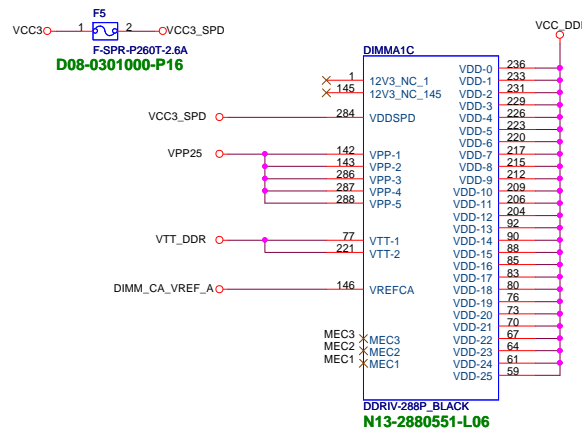 F5
VCC3
1
2
VCC3_SPD
F-SPR-P260T-2.6A
D08-0301000-P16
VCC_DD
DIMMA1C
1
12V3_NC_1
145
12V3_NC_145
VCC3_SPD
284
VDDSPD
VPP25
142
VPP-1
143
VPP-2
286
VPP-3
287
VPP-4
288
VPP-5
VTT_DDR
77
VTT-1
221
VTT-2
DIMM_CA_VREF_A
146
VREFCA
MEC3
MEC3
MEC2
MEC2
MEC1
MEC1
VDD-0
236
VDD-1
233
VDD-2
231
VDD-3
229
VDD-4
226
VDD-5
223
VDD-6
220
VDD-7
217
VDD-8
215
VDD-9
212
VDD-10
209
VDD-11
206
VDD-12
204
VDD-13
92
VDD-14
90
VDD-15
88
VDD-16
85
VDD-17
83
VDD-18
80
VDD-19
76
VDD-20
73
VDD-21
70
VDD-22
67
VDD-23
64
VDD-24
61
VDD-25
59
DDRIV-288P_BLACK
N13-2880551-L06